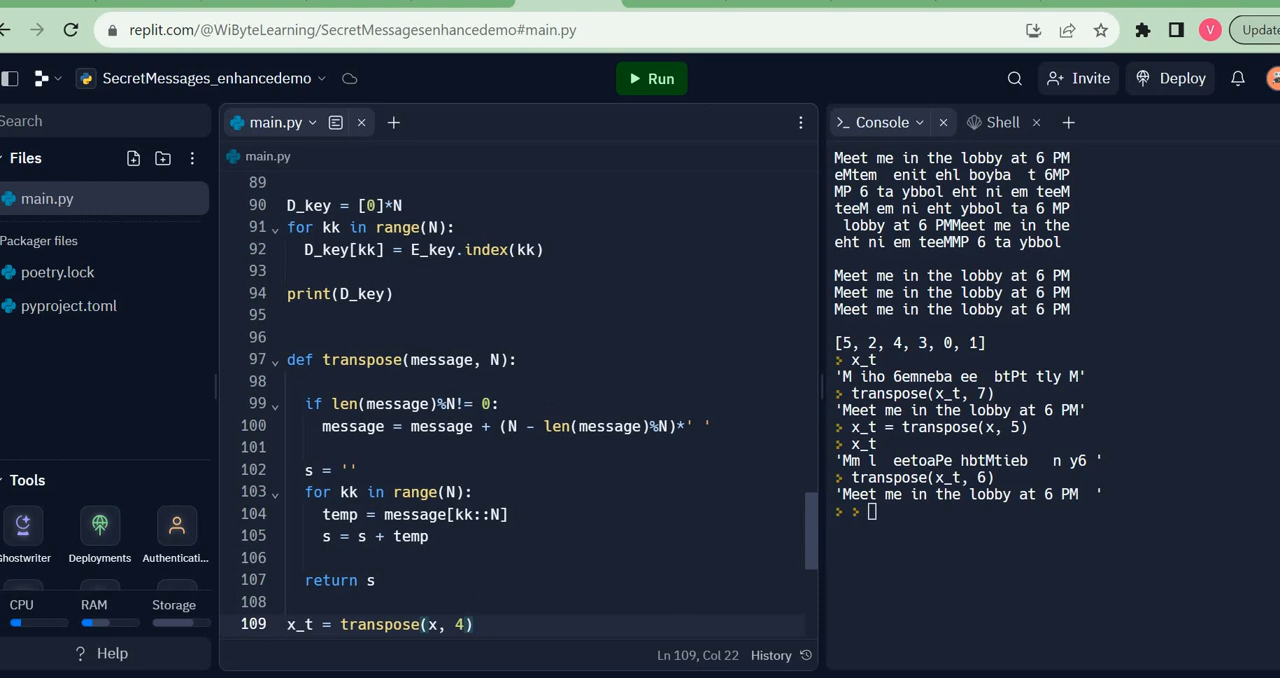 replit.com/@WiByteLearning/SecretMessagesenhancedemo#main.py
V
Update
SecretMessages_enhancedemo
Run
Invite
Deploy
Search
Files
main.py
Packager files
poetry.lock
pyproject.toml
Tools
Ghostwriter
Deployments
Authenticati...
CPU
RAM
Storage
? Help
main.py
main.py
89
90 D_key = [0]*N
91 for kk in range(N):
92   D_key[kk] = E_key.index(kk)
93
94 print(D_key)
95
96
97 def transpose(message, N):
98
99   if len(message)%N!= 0:
100     message = message + (N - len(message)%N)*' '
101
102   s = ''
103   for kk in range(N):
104     temp = message[kk::N]
105     s = s + temp
106
107   return s
108
109 x_t = transpose(x, 4)
Ln 109, Col 22 History
>_ Console
Shell
Meet me in the lobby at 6 PM
eMtem  enit ehl boyba  t 6MP
MP 6 ta ybbol eht ni em teeM
teeM em ni eht ybbol ta 6 MP
 lobby at 6 PMMeet me in the
eht ni em teeMMP 6 ta ybbol

Meet me in the lobby at 6 PM
Meet me in the lobby at 6 PM
Meet me in the lobby at 6 PM

[5, 2, 4, 3, 0, 1]
> x_t
'M iho 6emneba ee  btPt tly M'
> transpose(x_t, 7)
'Meet me in the lobby at 6 PM'
> x_t = transpose(x, 5)
> x_t
'Mm l  eetoaPe hbtMtieb   n y6 '
> transpose(x_t, 6)
'Meet me in the lobby at 6 PM  '
> >